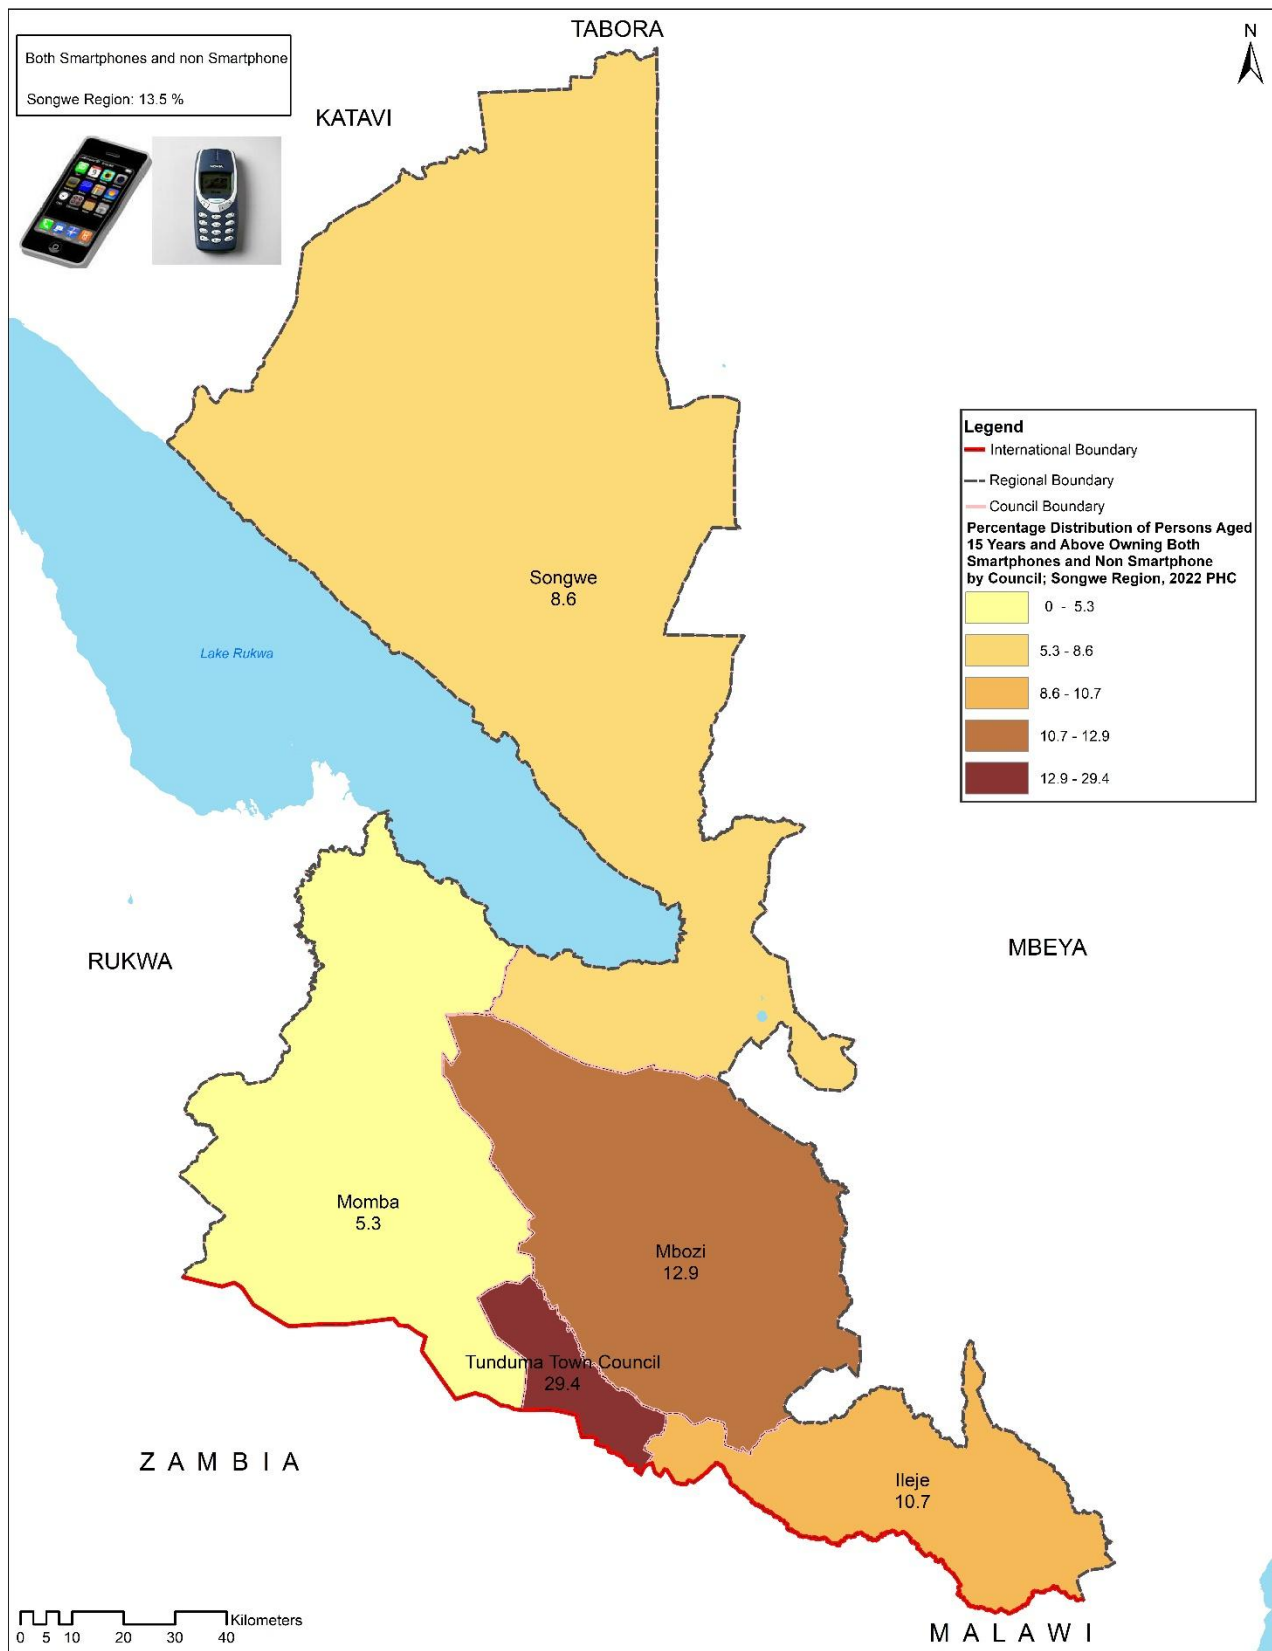 TABORA
N
Both Smartphones and non Smartphone
Songwe Region: 13.5 %
KATAVI
NOKIA
Legend
International Boundary
Regional Boundary
Council Boundary
Percentage Distribution of Persons Aged
15 Years and Above Owning Both
Smartphones and Non Smartphone
by Council; Songwe Region, 2022 PHC
0 - 5.3
5.3 - 8.6
8.6 - 10.7
10.7 - 12.9
12.9 - 29.4
Songwe
8.6
Lake Rukwa
RUKWA
MBEYA
Momba
5.3
Mbozi
12.9
Tunduma Town Council
29.4
ZAMBIA
Ileje
10.7
Kilometers
0 5 10 20 30 40
MALAWI